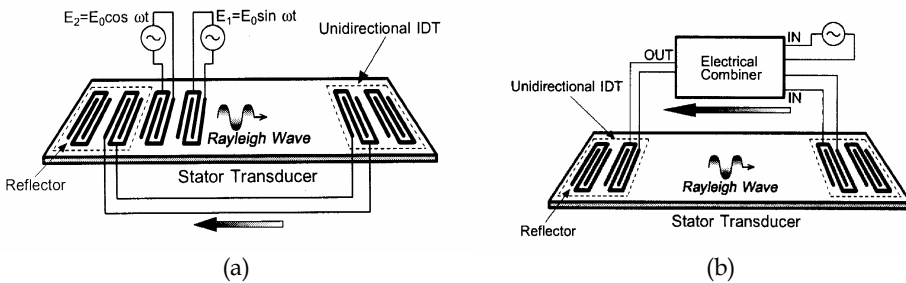 E2=E0cos ωt
E1=E0sin ωt
Unidirectional IDT
Rayleigh Wave
Reflector
Stator Transducer
(a)
IN
OUT
Electrical
Combiner
IN
Unidirectional IDT
Rayleigh Wave
Stator Transducer
Reflector
(b)